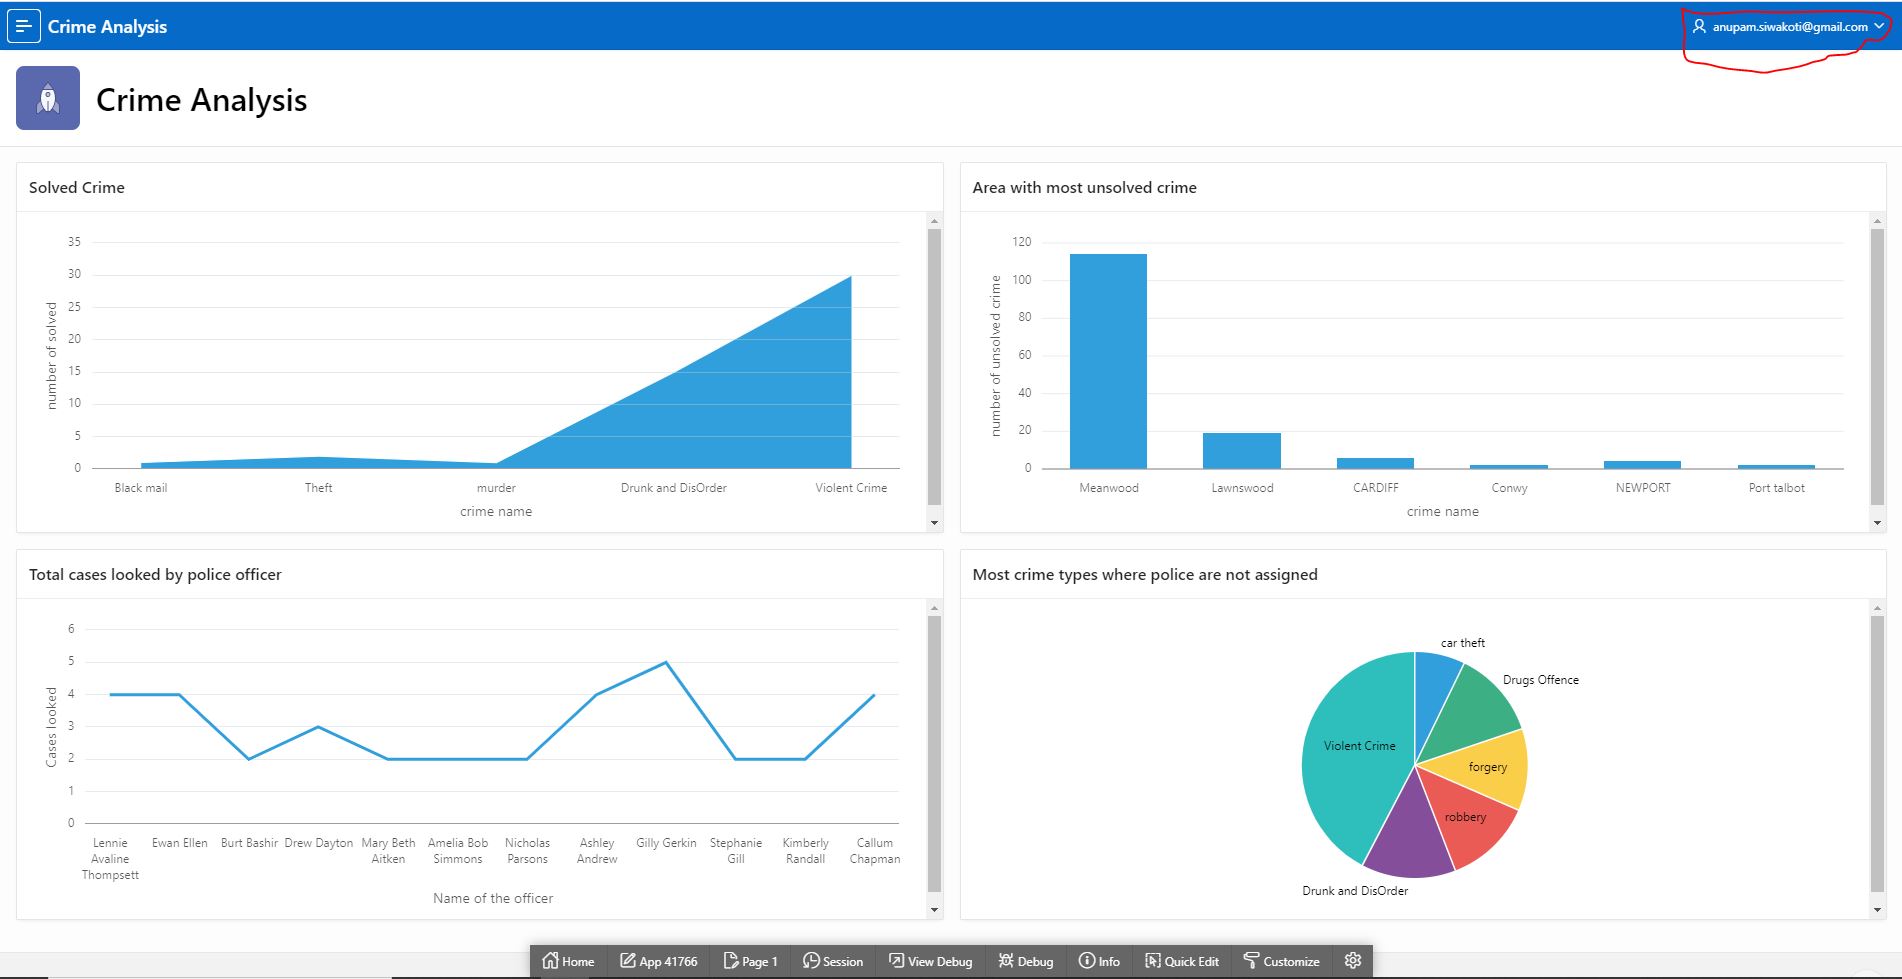 Crime Analysis
anupam.siwakoti@gmail.com
Crime Analysis
Solved Crime
35
30
25
20
15
10
5
0
number of solved
Black mail
Theft
murder
Drunk and DisOrder
Violent Crime
crime name
Area with most unsolved crime
120
100
80
60
40
20
0
number of unsolved crime
Meanwood
Lawnswood
CARDIFF
Conwy
NEWPORT
Port talbot
crime name
Total cases looked by police officer
6
5
4
3
2
1
0
Cases looked
Lennie
Avaline
Thompsett
Ewan Ellen
Burt Bashir
Drew Dayton
Mary Beth
Aitken
Amelia Bob
Simmons
Nicholas
Parsons
Ashley
Andrew
Gilly Gerkin
Stephanie
Gill
Kimberly
Randall
Callum
Chapman
Name of the officer
Most crime types where police are not assigned
car theft
Drugs Offence
Violent Crime
forgery
robbery
Drunk and DisOrder
Home
App 41766
Page 1
Session
View Debug
Debug
Info
Quick Edit
Customize